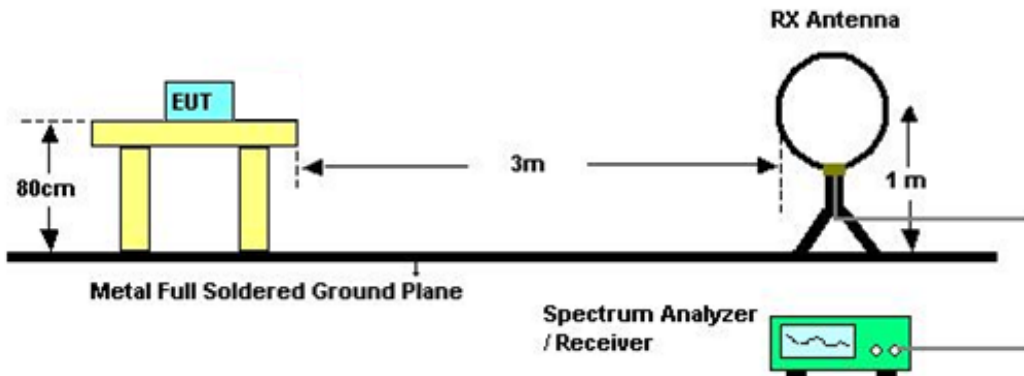 RX Antenna
EUT
80cm
3m
1 m
Metal Full Soldered Ground Plane
Spectrum Analyzer
/ Receiver